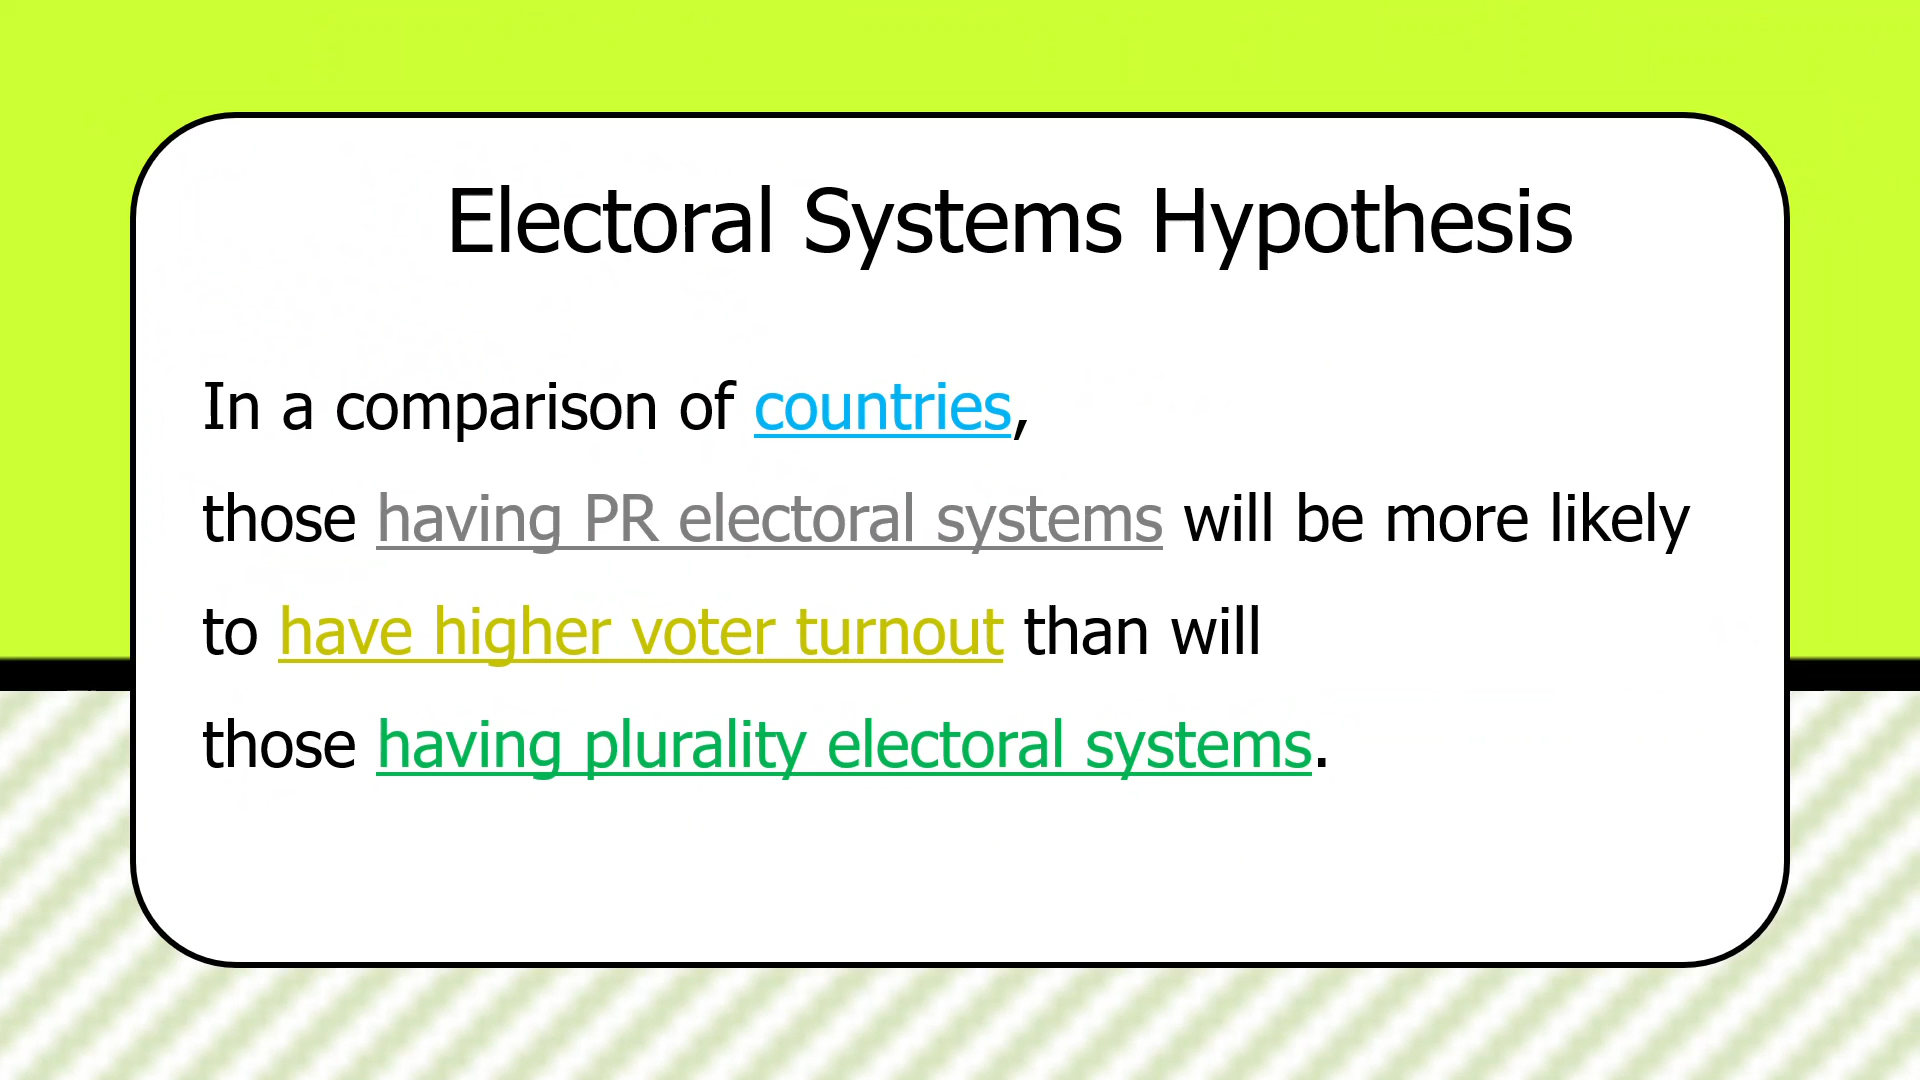 Electoral Systems Hypothesis
In a comparison of countries,
those having PR electoral systems will be more likely
to have higher voter turnout than will
those having plurality electoral systems.